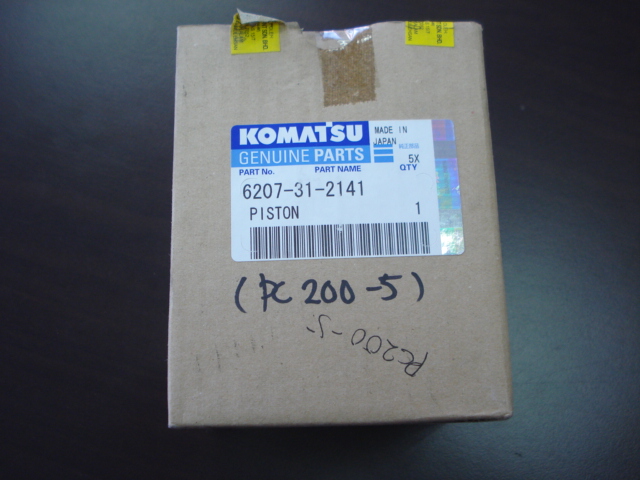 KOMATSU
MADE IN
JAPAN
GENUINE PARTS
5X
PART No. PART NAME QTY
6207-31-2141
PISTON 1
(PC 200-5)
PC200-5